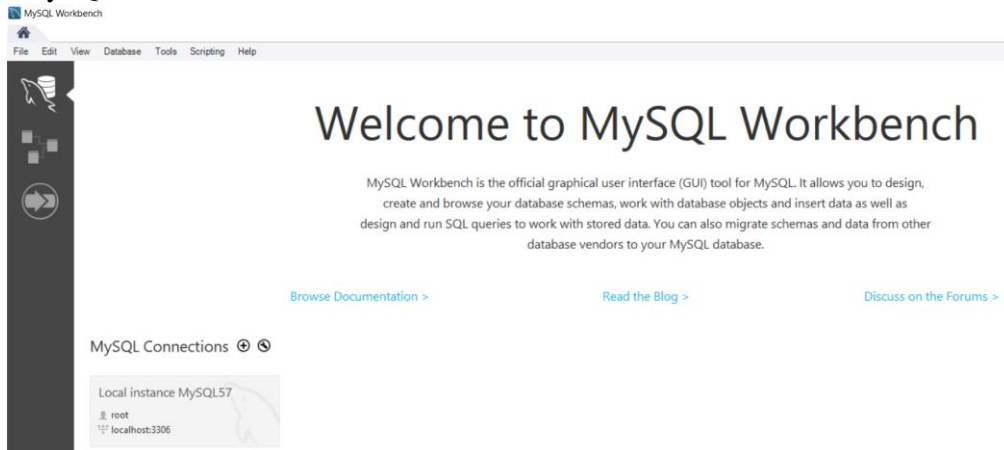 MySQL Workbench
File Edit View Database Tools Scripting Help
Welcome to MySQL Workbench
MySQL Workbench is the official graphical user interface (GUI) tool for MySQL. It allows you to design,
create and browse your database schemas, work with database objects and insert data as well as
design and run SQL queries to work with stored data. You can also migrate schemas and data from other
database vendors to your MySQL database.
Browse Documentation > Read the Blog > Discuss on the Forums >
MySQL Connections
Local instance MySQL57
root
localhost:3306